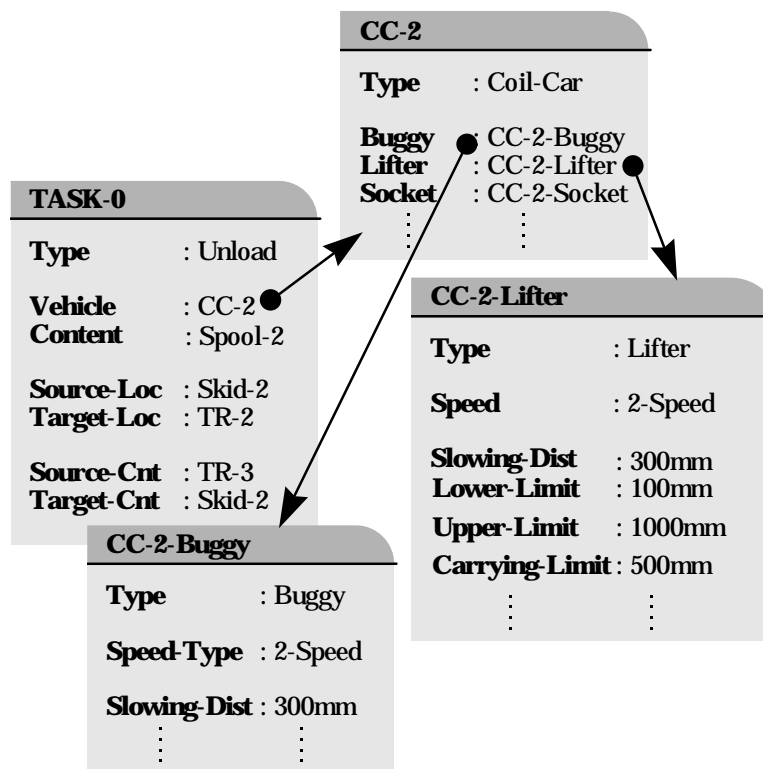 CC-2
Type : Coil-Car
Buggy : CC-2-Buggy
Lifter : CC-2-Lifter
Socket : CC-2-Socket
TASK-0
Type : Unload
Vehicle : CC-2
Content : Spool-2
Source-Loc : Skid-2
Target-Loc : TR-2
Source-Cnt : TR-3
Target-Cnt : Skid-2
CC-2-Lifter
Type : Lifter
Speed : 2-Speed
Slowing-Dist : 300mm
Lower-Limit : 100mm
Upper-Limit : 1000mm
Carrying-Limit : 500mm
CC-2-Buggy
Type : Buggy
Speed-Type : 2-Speed
Slowing-Dist : 300mm